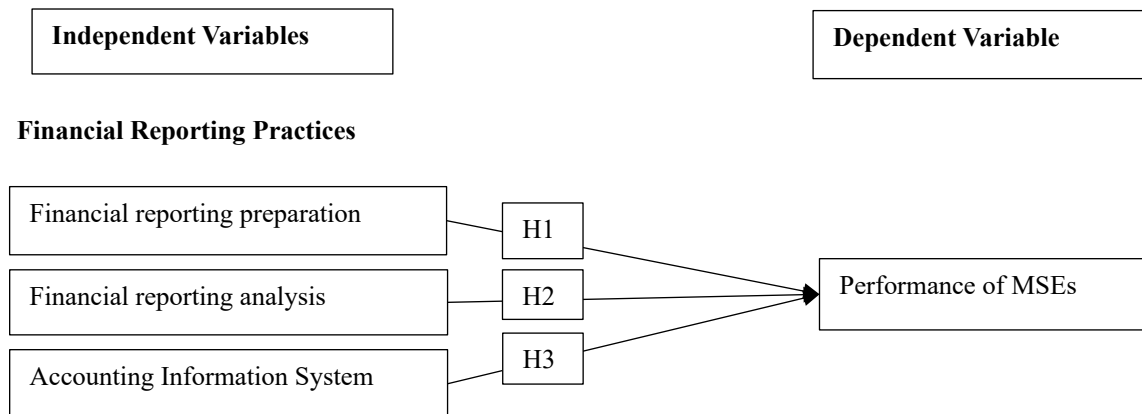 Independent Variables
Dependent Variable
Financial Reporting Practices
Financial reporting preparation
H1
Financial reporting analysis
H2
Performance of MSEs
H3
Accounting Information System